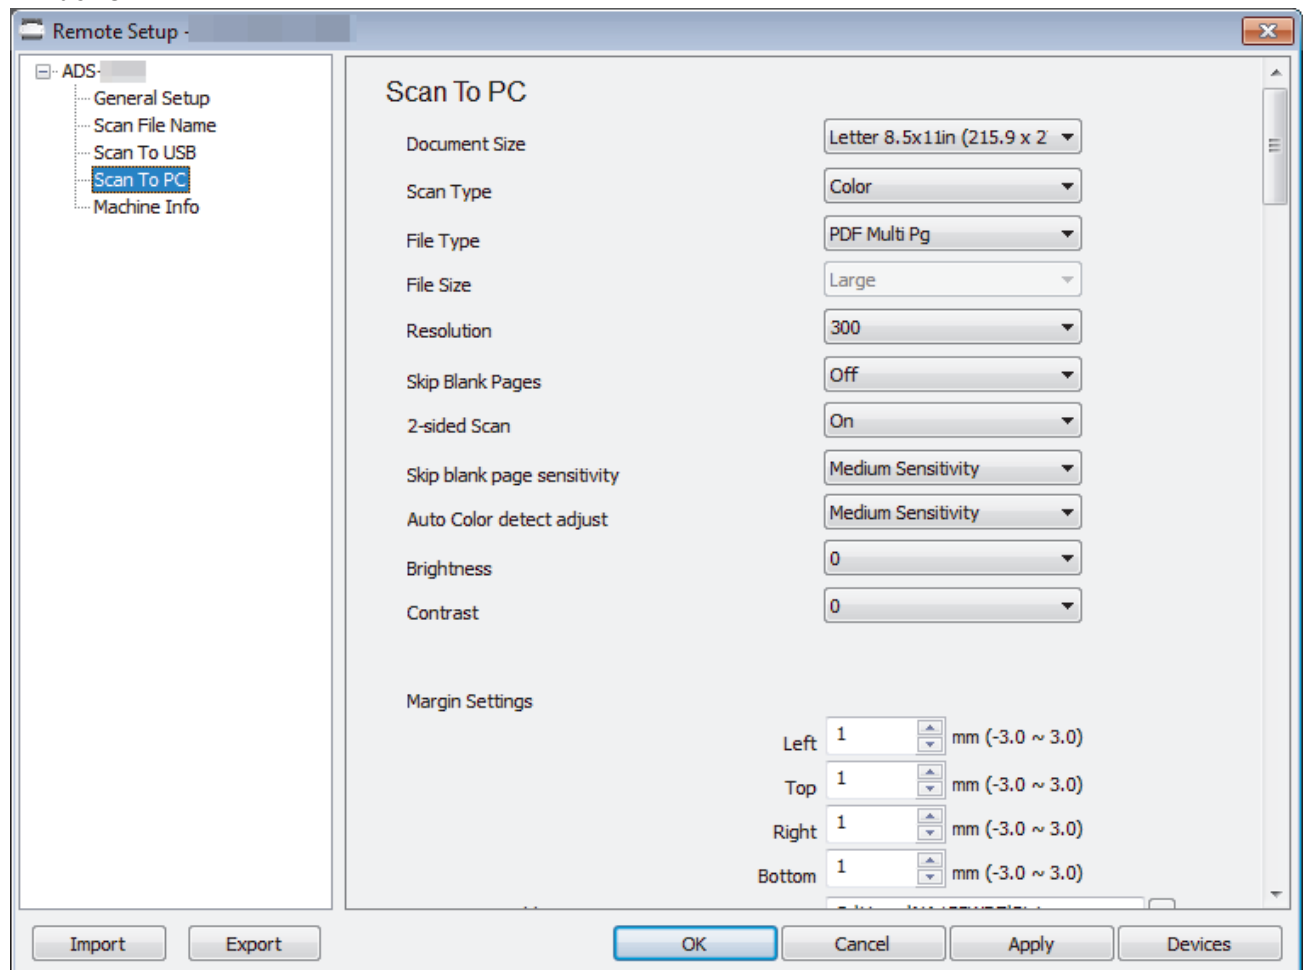 Remote Setup -
ADS-
General Setup
Scan File Name
Scan To USB
Scan To PC
Machine Info
Scan To PC
Document Size Letter 8.5x11in (215.9 x 2
Scan Type Color
File Type PDF Multi Pg
File Size Large
Resolution 300
Skip Blank Pages Off
2-sided Scan On
Skip blank page sensitivity Medium Sensitivity
Auto Color detect adjust Medium Sensitivity
Brightness 0
Contrast 0
Margin Settings
Left 1 mm (-3.0 ~ 3.0)
Top 1 mm (-3.0 ~ 3.0)
Right 1 mm (-3.0 ~ 3.0)
Bottom 1 mm (-3.0 ~ 3.0)
Import Export OK Cancel Apply Devices